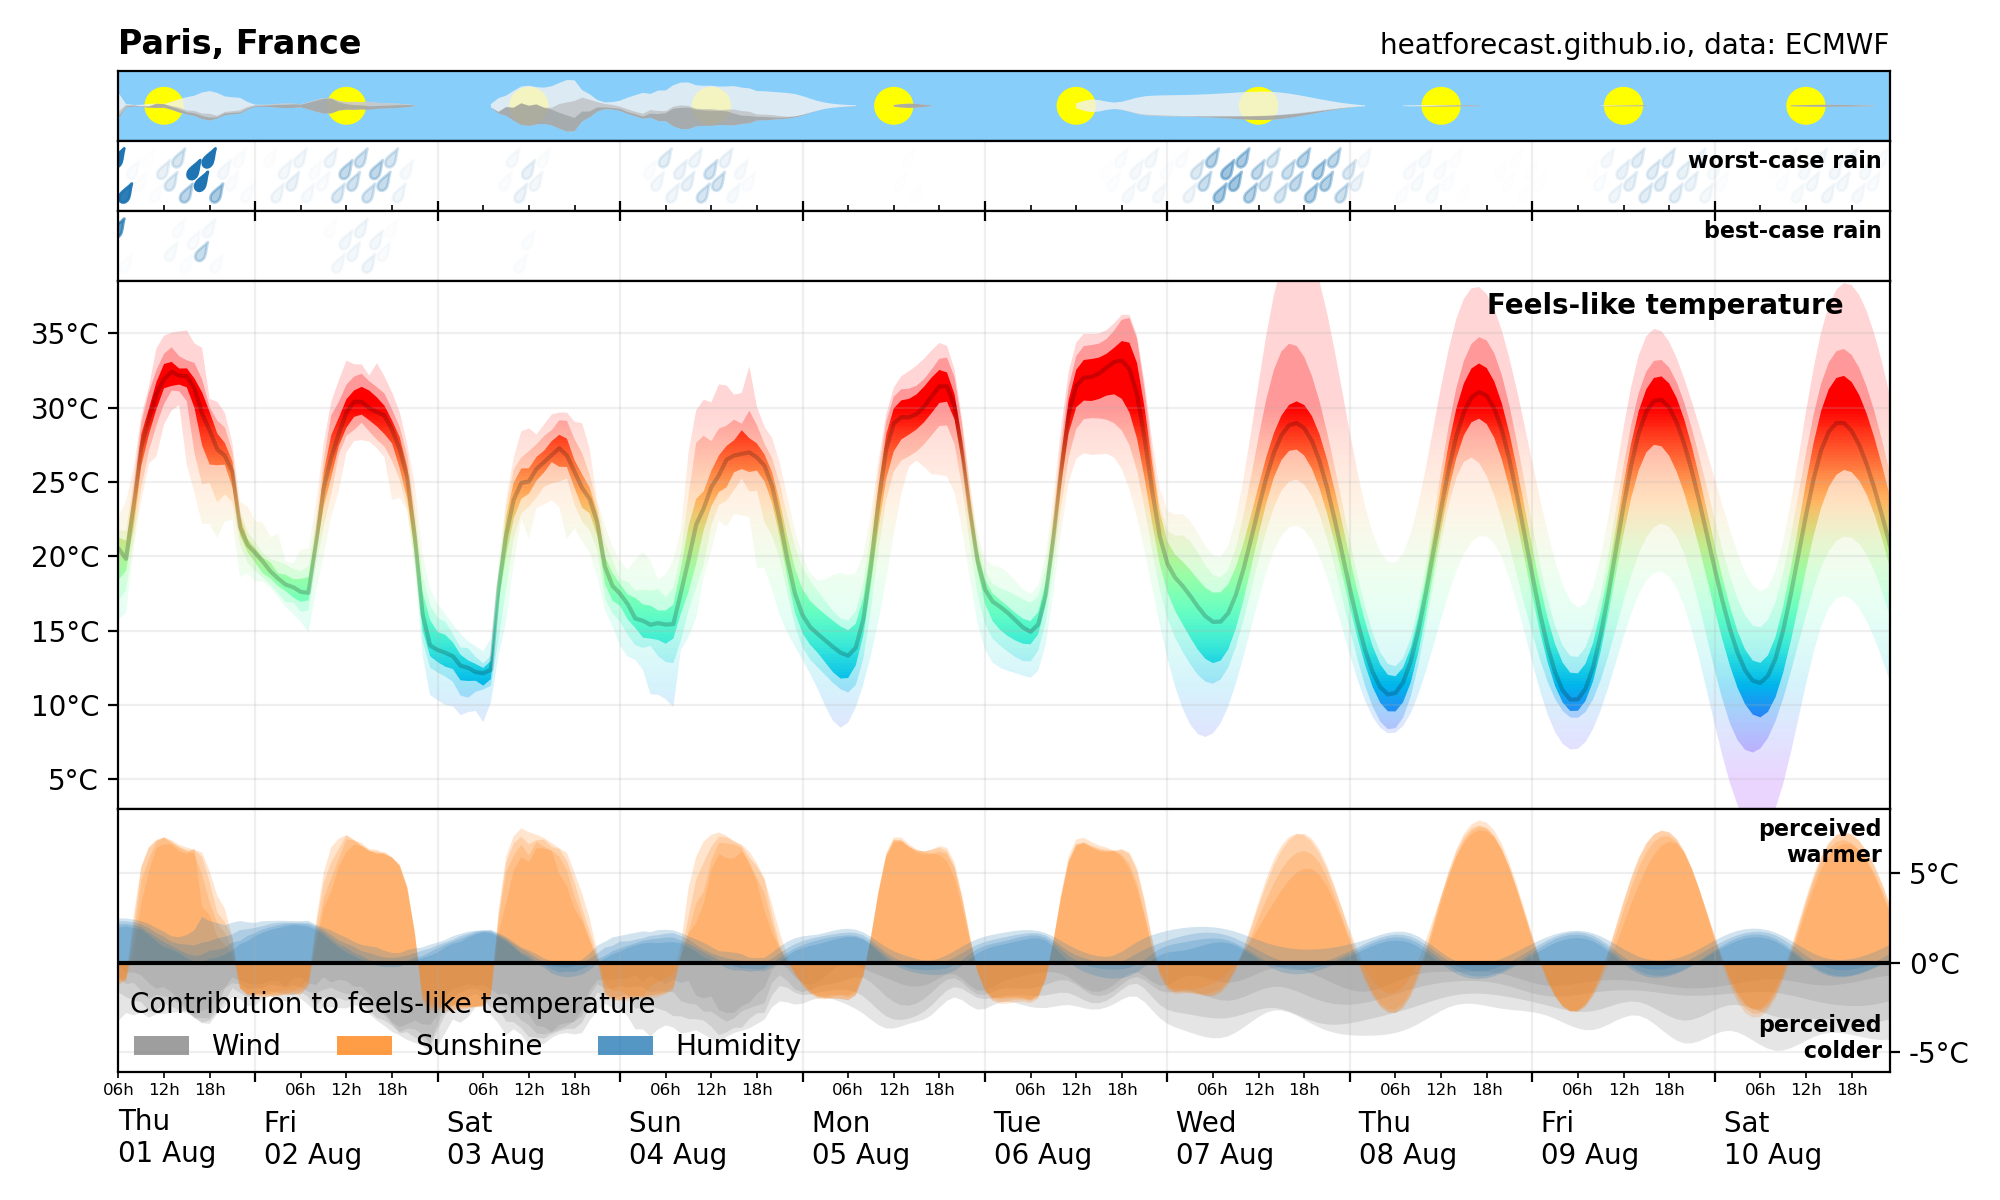 Paris, France
heatforecast.github.io, data: ECMWF
worst-case rain
best-case rain
Feels-like temperature
35°C
30°C
25°C
20°C
15°C
10°C
5°C
perceived
warmer
5°C
0°C
perceived
colder
-5°C
Contribution to feels-like temperature
Wind Sunshine Humidity
06h 12h 18h 06h 12h 18h 06h 12h 18h 06h 12h 18h 06h 12h 18h 06h 12h 18h 06h 12h 18h 06h 12h 18h 06h 12h 18h 06h 12h 18h
Thu Fri Sat Sun Mon Tue Wed Thu Fri Sat
01 Aug 02 Aug 03 Aug 04 Aug 05 Aug 06 Aug 07 Aug 08 Aug 09 Aug 10 Aug